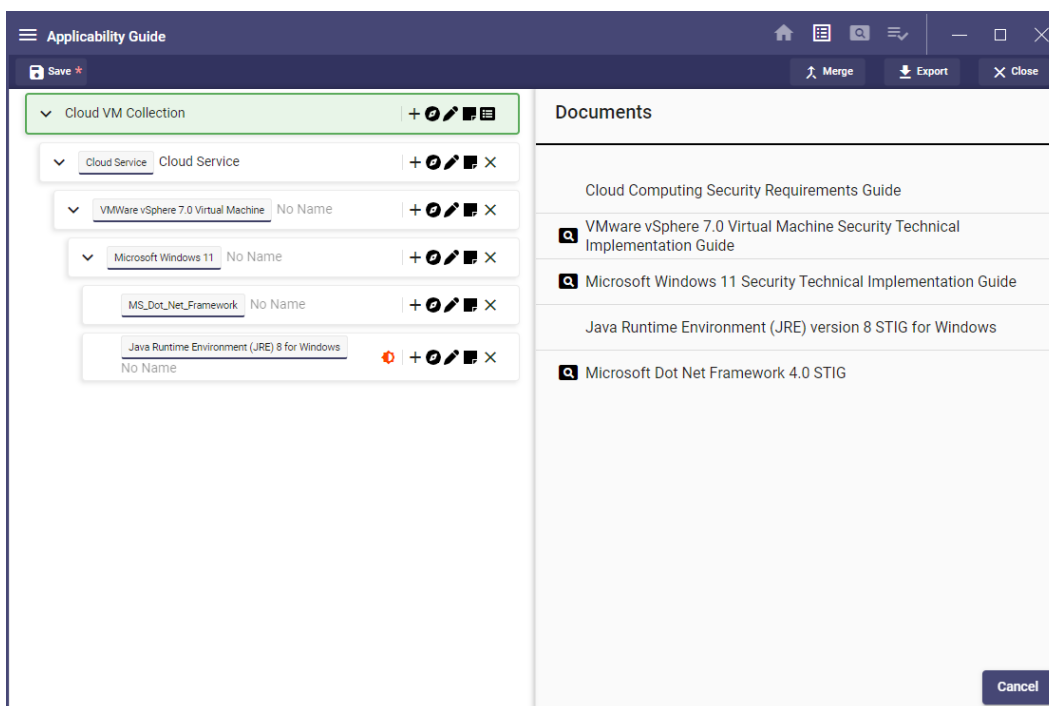 Applicability Guide
Save *
Merge
Export
Close
Cloud VM Collection
Cloud Service Cloud Service
VMWare vSphere 7.0 Virtual Machine No Name
Microsoft Windows 11 No Name
MS_Dot_Net_Framework No Name
Java Runtime Environment (JRE) 8 for Windows
No Name
Documents
Cloud Computing Security Requirements Guide
VMware vSphere 7.0 Virtual Machine Security Technical
Implementation Guide
Microsoft Windows 11 Security Technical Implementation Guide
Java Runtime Environment (JRE) version 8 STIG for Windows
Microsoft Dot Net Framework 4.0 STIG
Cancel